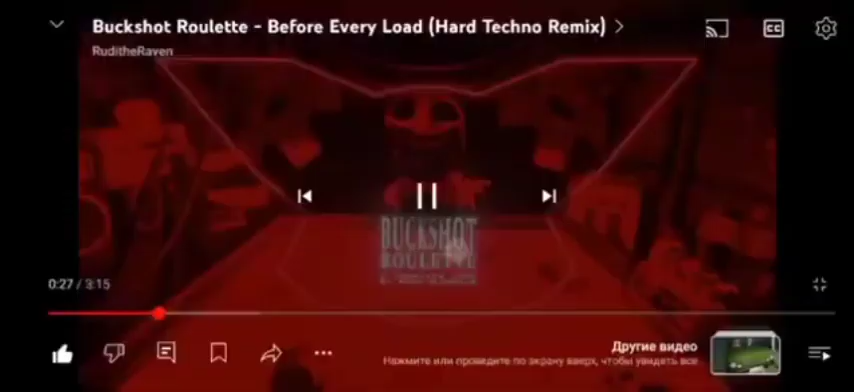 Buckshot Roulette - Before Every Load (Hard Techno Remix)
RuditheRaven
CC
BUCKSHOT
ROULETTE
0:27 / 3:15
Другие видео
Нажмите или проведите по экрану вверх, чтобы увидеть все